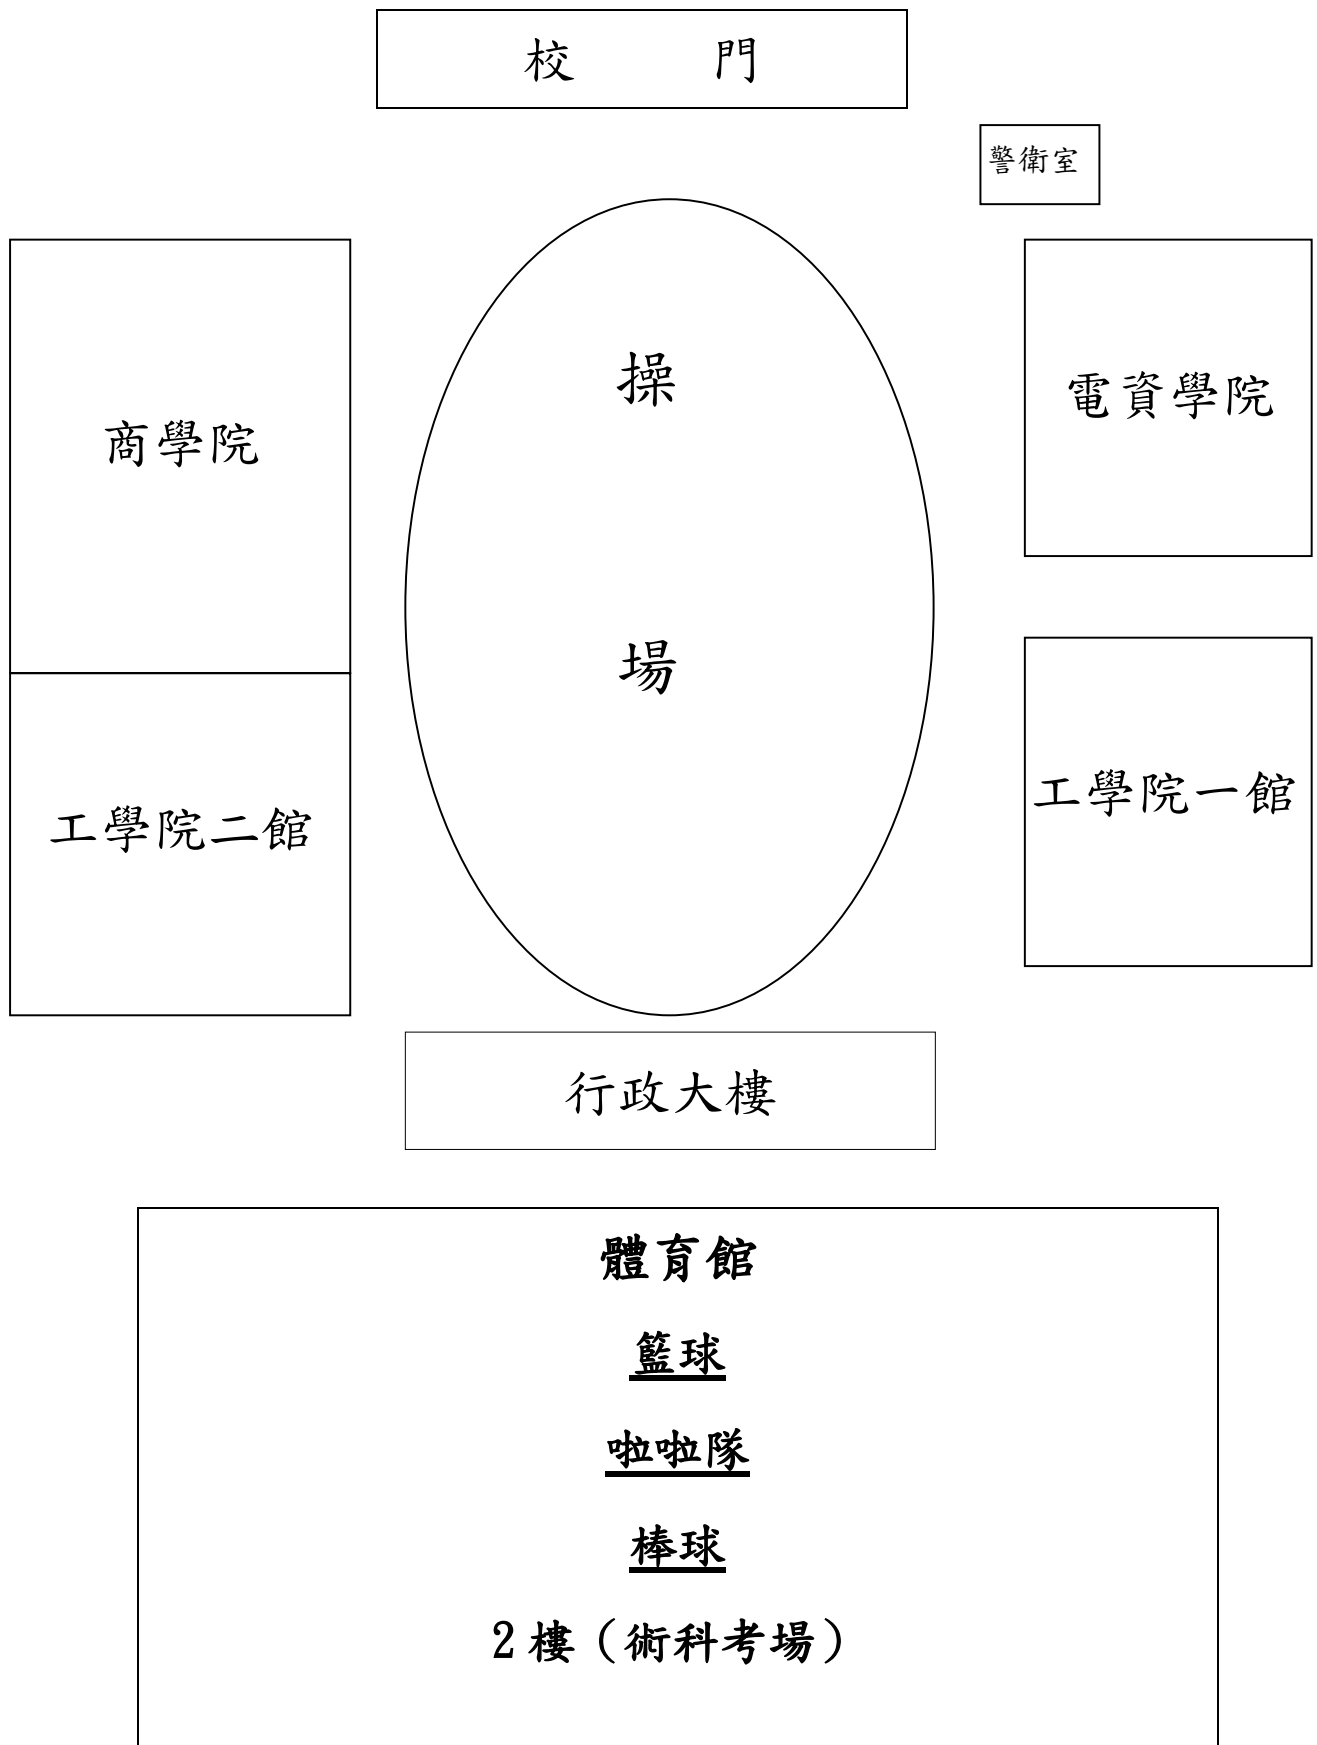 校 門
警衛室
操
電資學院
商學院
場
工學院一館
工學院二館
行政大樓
體育館
籃球
啦啦隊
棒球
2樓（術科考場）